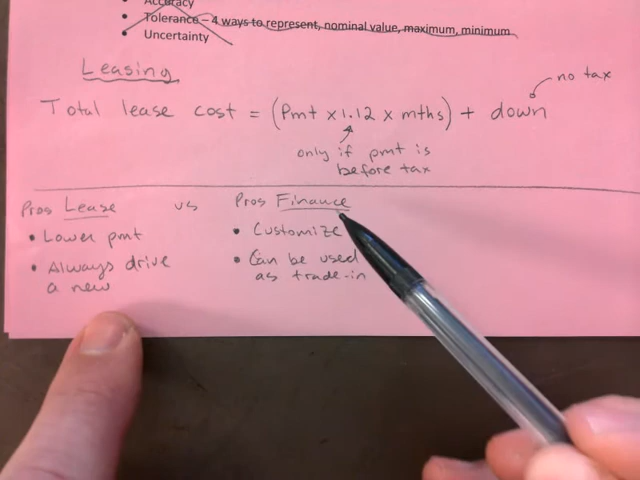 Accuracy
Tolerance – 4 ways to represent, nominal value, maximum, minimum
Uncertainty
Leasing
no tax
Total lease cost = (Pmt x 1.12 x mths) + down
only if pmt is
before tax
Pros Lease vs Pros Finance
• Lower pmt
• Customize
• Always drive
a new
• Can be used
as trade-in